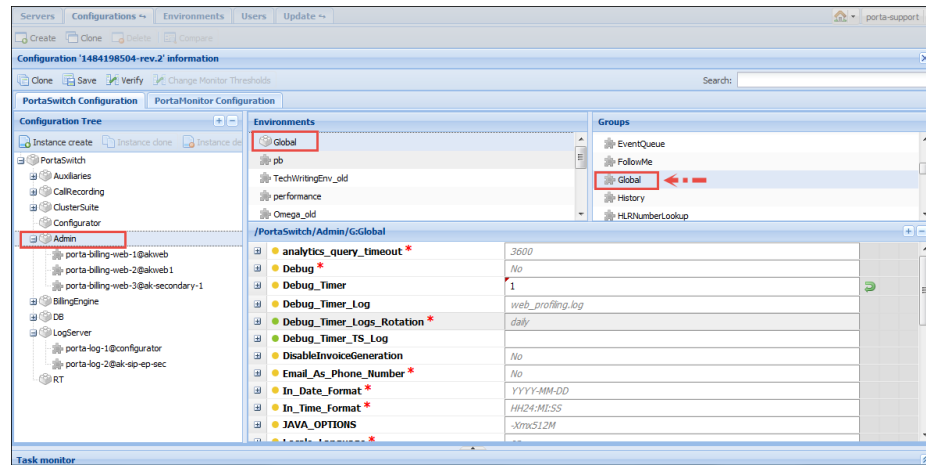 Servers Configurations Environments Users Update porta-support
Create Clone Delete Compare
Configuration '1484198504-rev.2' information
Clone Save Verify Change Monitor Thresholds Search:
PortaSwitch Configuration PortaMonitor Configuration
Configuration Tree
Instance create Instance clone Instance de
PortaSwitch
Auxiliaries
CallRecording
ClusterSuite
Configurator
Admin
porta-billing-web-1@akweb
porta-billing-web-2@akweb1
porta-billing-web-3@ak-secondary-1
BillingEngine
DB
LogServer
porta-log-1@configurator
porta-log-2@ak-sip-ep-sec
RT
Environments
Global
pb
TechWritingEnv_old
performance
Omega_old
Groups
EventQueue
FollowMe
Global
History
HLRNumberLookup
/PortaSwitch/Admin/G:Global
analytics_query_timeout * 3600
Debug * No
Debug_Timer 1
Debug_Timer_Log web_profiling.log
Debug_Timer_Logs_Rotation * daily
Debug_Timer_TS_Log
DisableInvoiceGeneration No
Email_As_Phone_Number * No
In_Date_Format * YYYY-MM-DD
In_Time_Format * HH24:MI:SS
JAVA_OPTIONS -Xmx512M
Task monitor